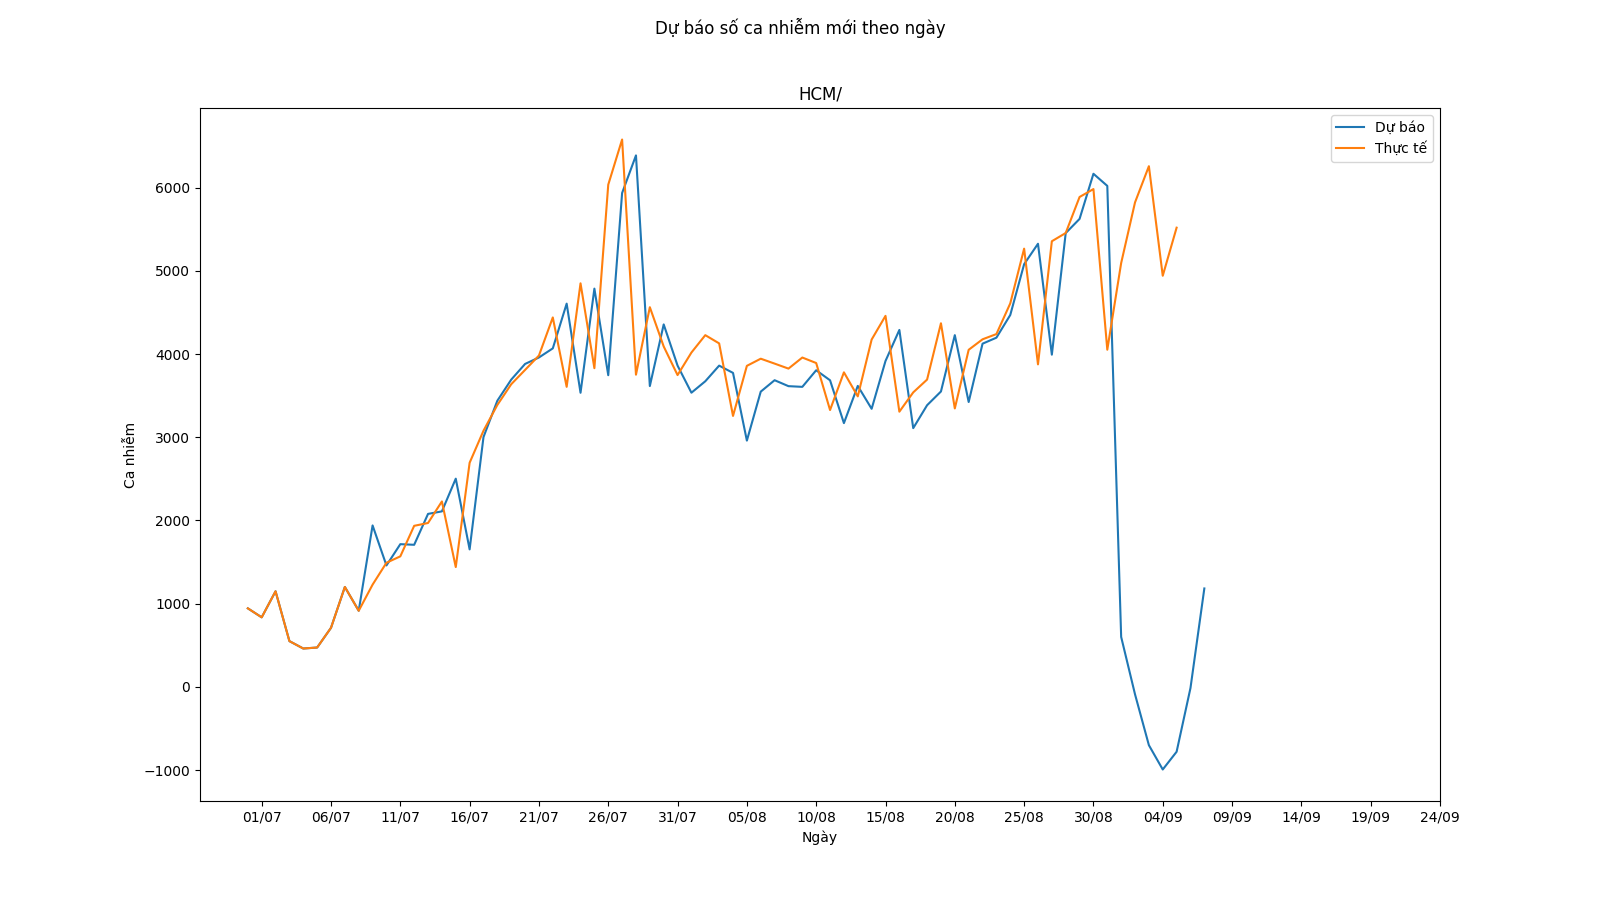 Dự báo số ca nhiễm mới theo ngày
HCM/
Dự báo
Thực tế
6000
5000
4000
3000
2000
1000
0
−1000
Ca nhiễm
01/07 06/07 11/07 16/07 21/07 26/07 31/07 05/08 10/08 15/08 20/08 25/08 30/08 04/09 09/09 14/09 19/09 24/09
Ngày